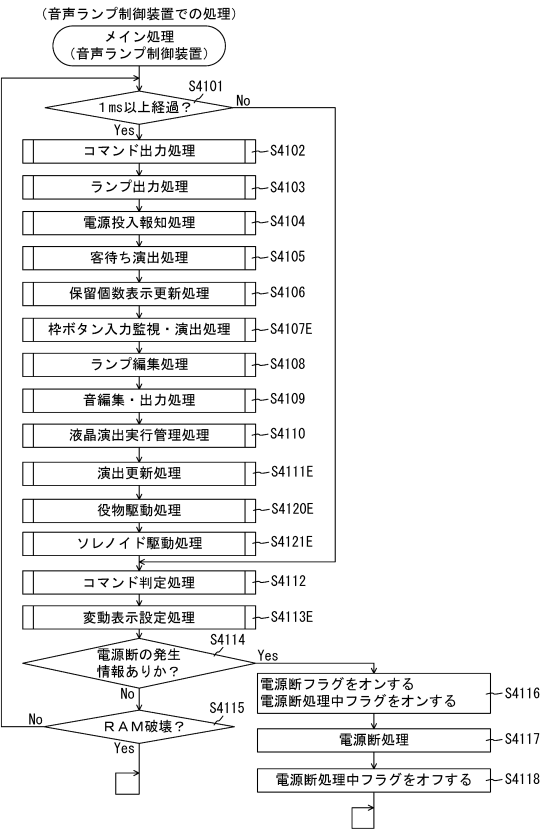 （音声ランプ制御装置での処理）
メイン処理
（音声ランプ制御装置）
S4101
1ms以上経過？
No
Yes
コマンド出力処理 S4102
ランプ出力処理 S4103
電源投入報知処理 S4104
客待ち演出処理 S4105
保留個数表示更新処理 S4106
枠ボタン入力監視・演出処理 S4107E
ランプ編集処理 S4108
音編集・出力処理 S4109
液晶演出実行管理処理 S4110
演出更新処理 S4111E
役物駆動処理 S4120E
ソレノイド駆動処理 S4121E
コマンド判定処理 S4112
変動表示設定処理 S4113E
S4114
電源断の発生
情報ありか？
Yes
No
電源断フラグをオンする
電源断処理中フラグをオンする
S4116
S4115
RAM破壊？
No
Yes
電源断処理 S4117
電源断処理中フラグをオフする S4118